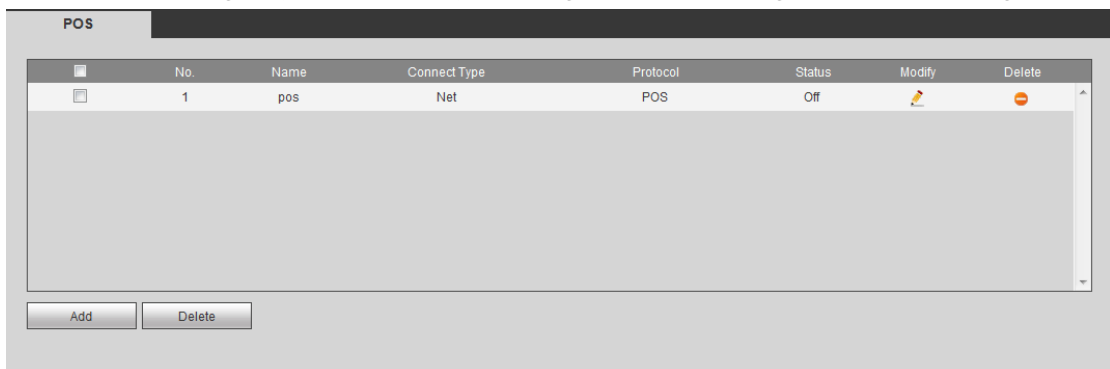 POS
No. Name Connect Type Protocol Status Modify Delete
1 pos Net POS Off
Add Delete